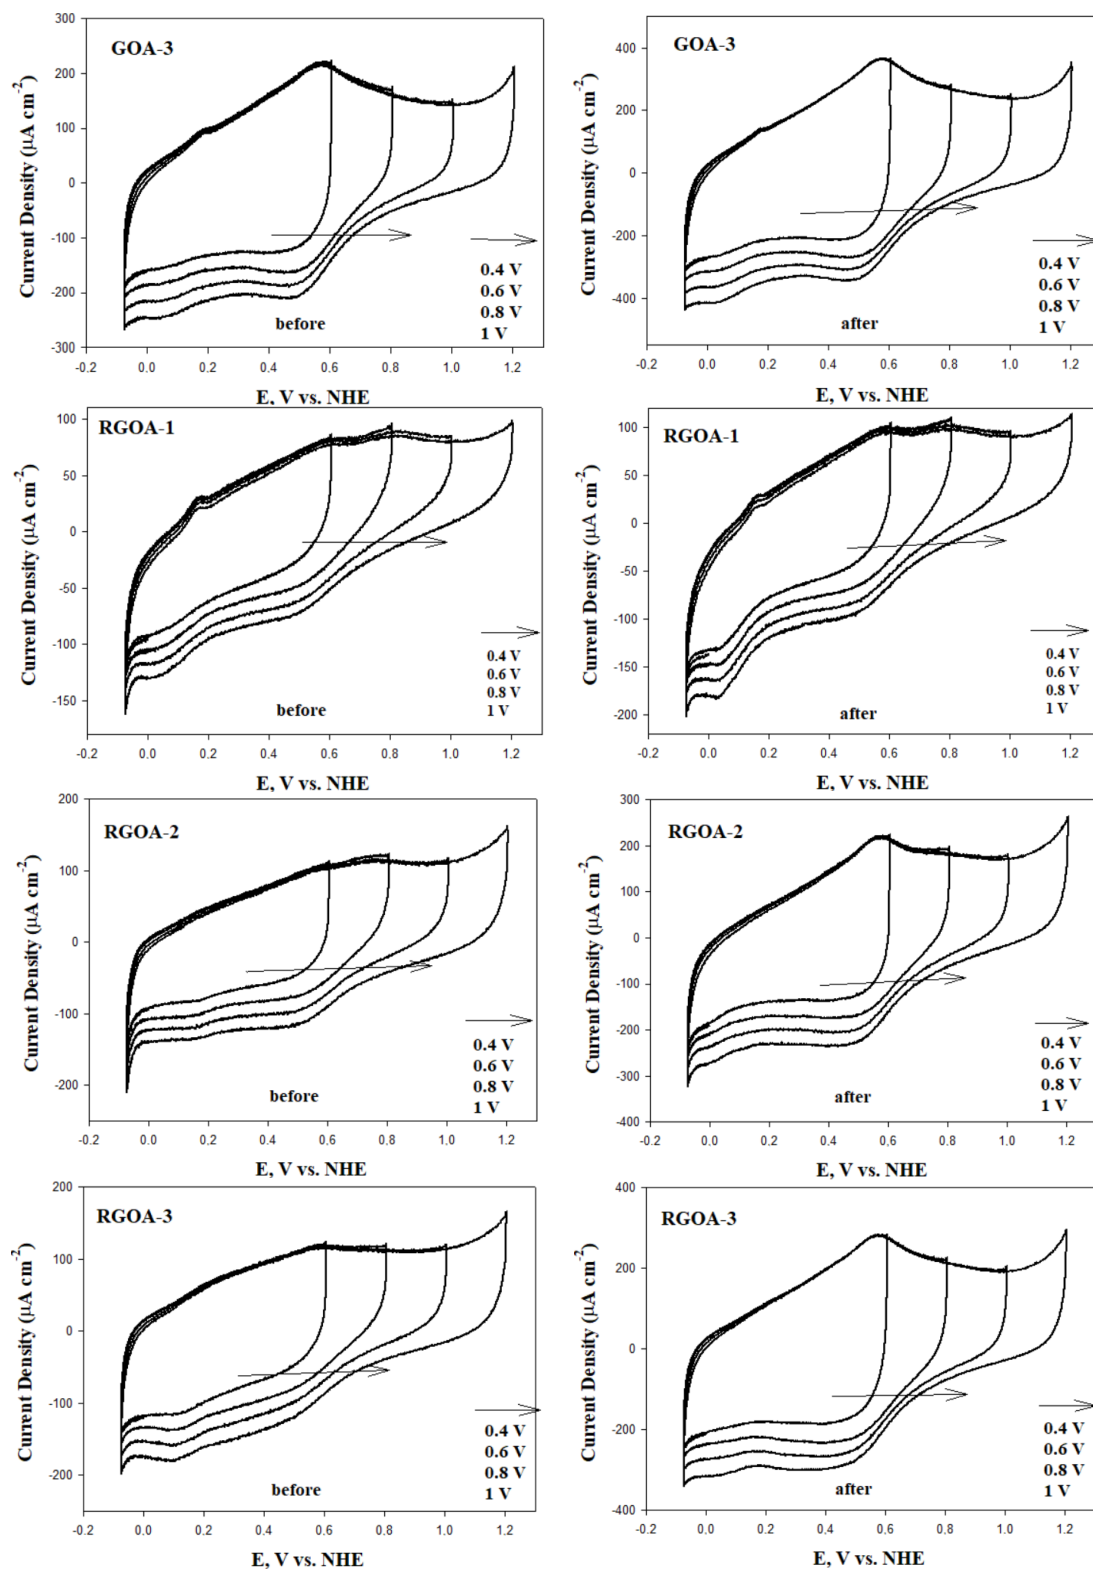 GOA-3
Current Density (µA cm-2)
300
200
100
0
-100
-200
-300
0.4 V
0.6 V
0.8 V
1 V
before
-0.2 0.0 0.2 0.4 0.6 0.8 1.0 1.2
E, V vs. NHE
GOA-3
Current Density (µA cm-2)
400
200
0
-200
-400
0.4 V
0.6 V
0.8 V
1 V
after
-0.2 0.0 0.2 0.4 0.6 0.8 1.0 1.2
E, V vs. NHE
RGOA-1
Current Density (µA cm-2)
100
50
0
-50
-100
-150
0.4 V
0.6 V
0.8 V
1 V
before
-0.2 0.0 0.2 0.4 0.6 0.8 1.0 1.2
E, V vs. NHE
RGOA-1
Current Density (µA cm-2)
100
50
0
-50
-100
-150
-200
0.4 V
0.6 V
0.8 V
1 V
after
-0.2 0.0 0.2 0.4 0.6 0.8 1.0 1.2
E, V vs. NHE
RGOA-2
Current Density (µA cm-2)
200
100
0
-100
-200
0.4 V
0.6 V
0.8 V
1 V
before
-0.2 0.0 0.2 0.4 0.6 0.8 1.0 1.2
E, V vs. NHE
RGOA-2
Current Density (µA cm-2)
300
200
100
0
-100
-200
-300
-400
0.4 V
0.6 V
0.8 V
1 V
after
-0.2 0.0 0.2 0.4 0.6 0.8 1.0 1.2
E, V vs. NHE
RGOA-3
Current Density (µA cm-2)
200
100
0
-100
-200
0.4 V
0.6 V
0.8 V
1 V
before
-0.2 0.0 0.2 0.4 0.6 0.8 1.0 1.2
E, V vs. NHE
RGOA-3
Current Density (µA cm-2)
400
200
0
-200
-400
0.4 V
0.6 V
0.8 V
1 V
after
-0.2 0.0 0.2 0.4 0.6 0.8 1.0 1.2
E, V vs. NHE